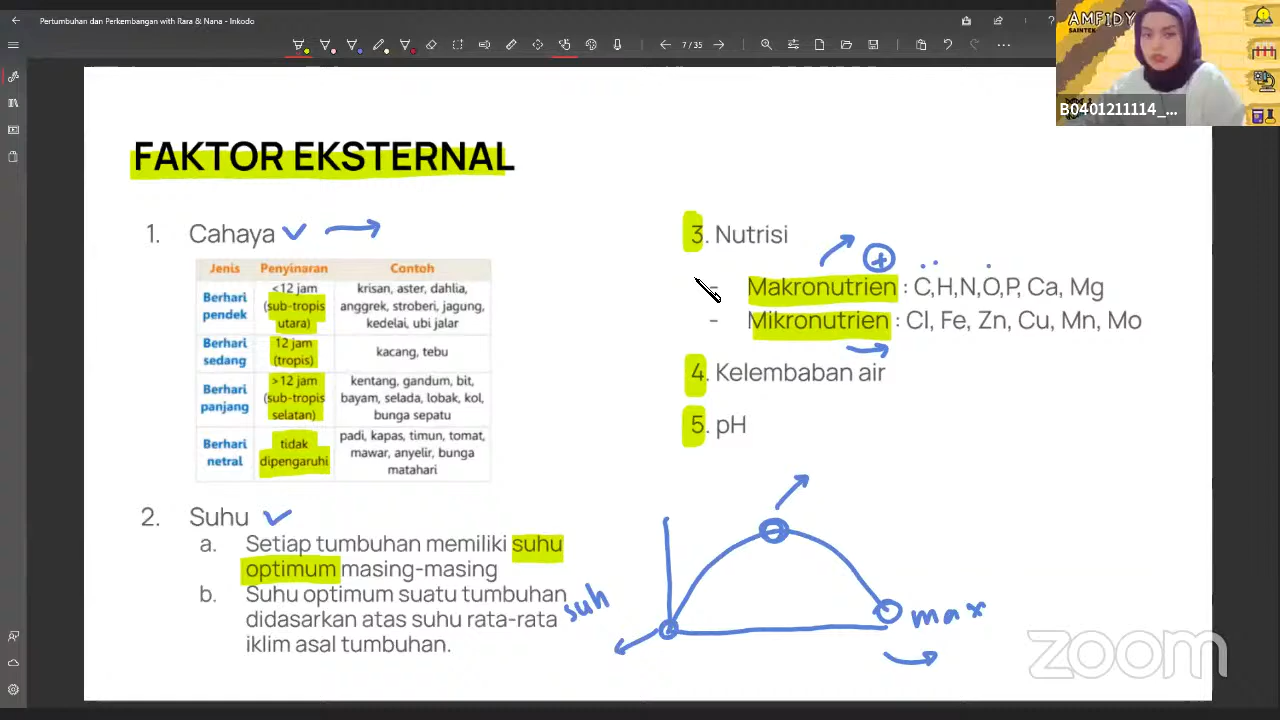 Pertumbuhan dan Perkembangan with Rara & Nana - Inkodo
7 / 35
AMFIDY
SAINTEK
B0401211114_...
FAKTOR EKSTERNAL
1. Cahaya
Jenis Penyinaran Contoh
Berhari pendek
<12 jam (sub-tropis utara)
krisan, aster, dahlia,
anggrek, stroberi, jagung,
kedelai, ubi jalar
Berhari sedang
12 jam (tropis)
kacang, tebu
Berhari panjang
>12 jam (sub-tropis selatan)
kentang, gandum, bit,
bayam, selada, lobak, kol,
bunga sepatu
Berhari netral
tidak dipengaruhi
padi, kapas, timun, tomat,
mawar, anyelir, bunga
matahari
2. Suhu
a. Setiap tumbuhan memiliki suhu
optimum masing-masing
b. Suhu optimum suatu tumbuhan
didasarkan atas suhu rata-rata
iklim asal tumbuhan.
3. Nutrisi
+
- Makronutrien : C,H,N,O,P, Ca, Mg
- Mikronutrien : Cl, Fe, Zn, Cu, Mn, Mo
4. Kelembaban air
5. pH
suh
max
zoom